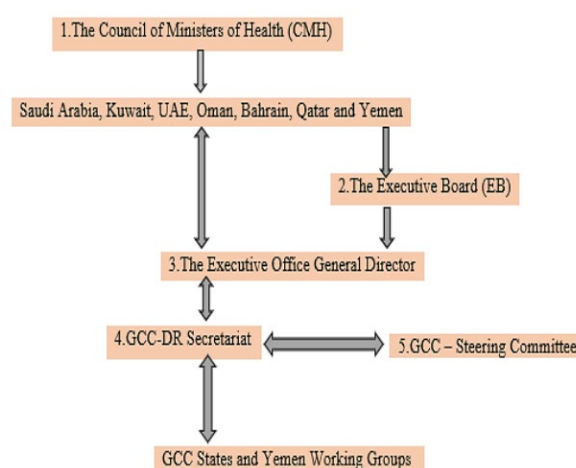 1.The Council of Ministers of Health (CMH)
Saudi Arabia, Kuwait, UAE, Oman, Bahrain, Qatar and Yemen
2.The Executive Board (EB)
3.The Executive Office General Director
4.GCC-DR Secretariat
5.GCC – Steering Committee
GCC States and Yemen Working Groups